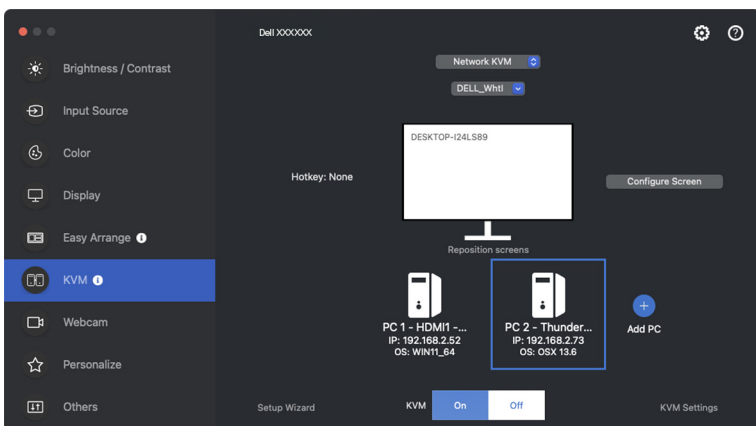 Dell XXXXXX
Brightness / Contrast
Input Source
Color
Display
Easy Arrange
KVM
Webcam
Personalize
Others
Network KVM
DELL_Whtl
DESKTOP-I24LS89
Hotkey: None
Configure Screen
Reposition screens
PC 1 - HDMI1 -...
IP: 192.168.2.52
OS: WIN11_64
PC 2 - Thunder...
IP: 192.168.2.73
OS: OSX 13.6
Add PC
Setup Wizard
KVM On Off
KVM Settings